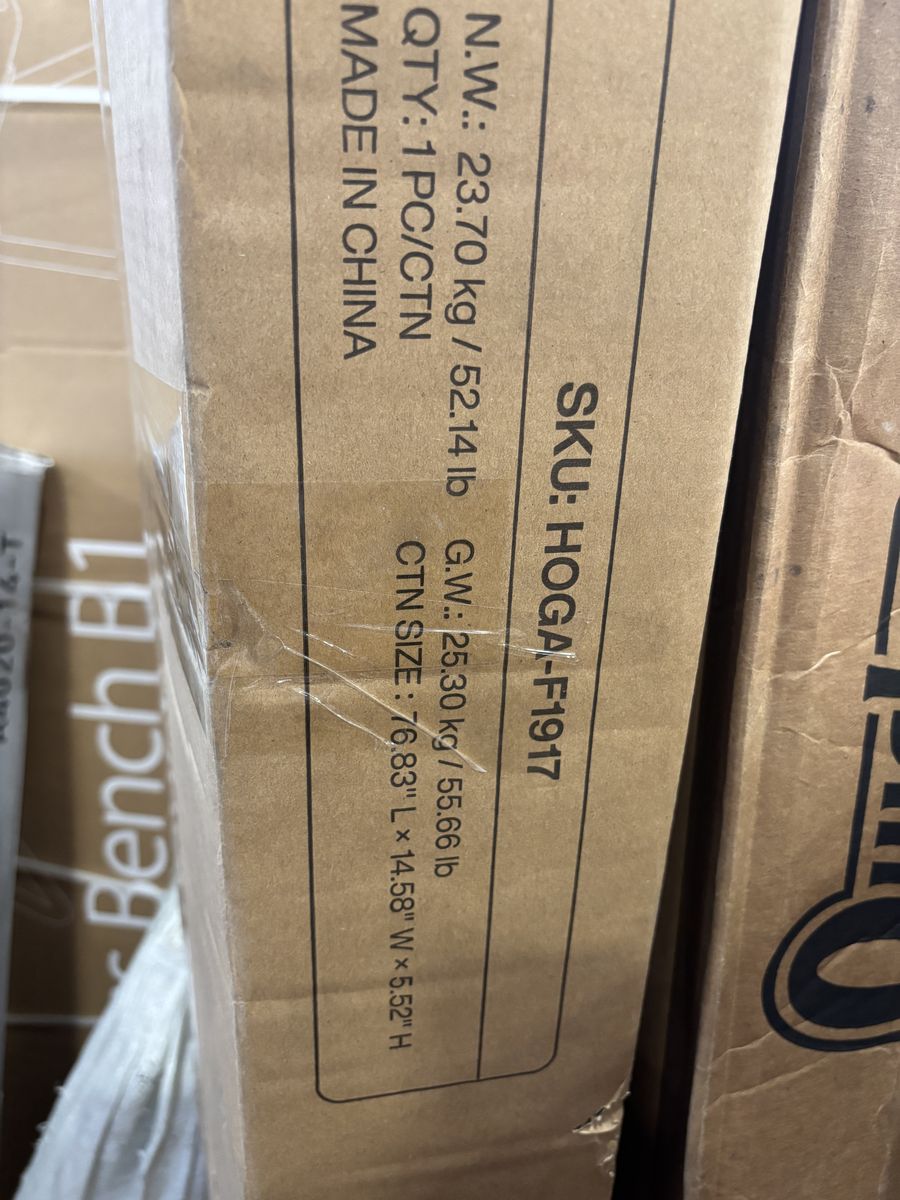 SKU: HOGA-F1917
N.W.: 23.70 kg / 52.14 lb G.W.: 25.30 kg / 55.66 lb
QTY: 1 PC/CTN CTN SIZE : 76.83" L × 14.58" W × 5.52" H
MADE IN CHINA
Bench B1